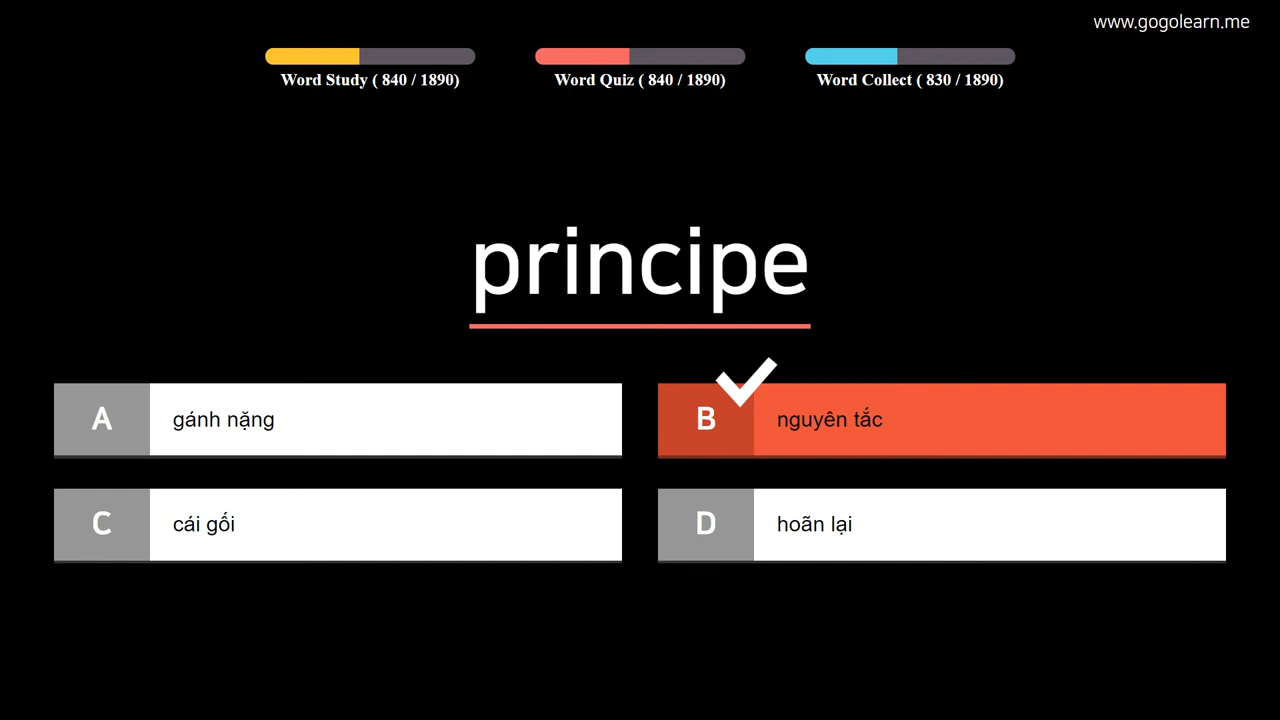 www.gogolearn.me
Word Study ( 840 / 1890)
Word Quiz ( 840 / 1890)
Word Collect ( 830 / 1890)
principe
A gánh nặng
B nguyên tắc
C cái gối
D hoãn lại